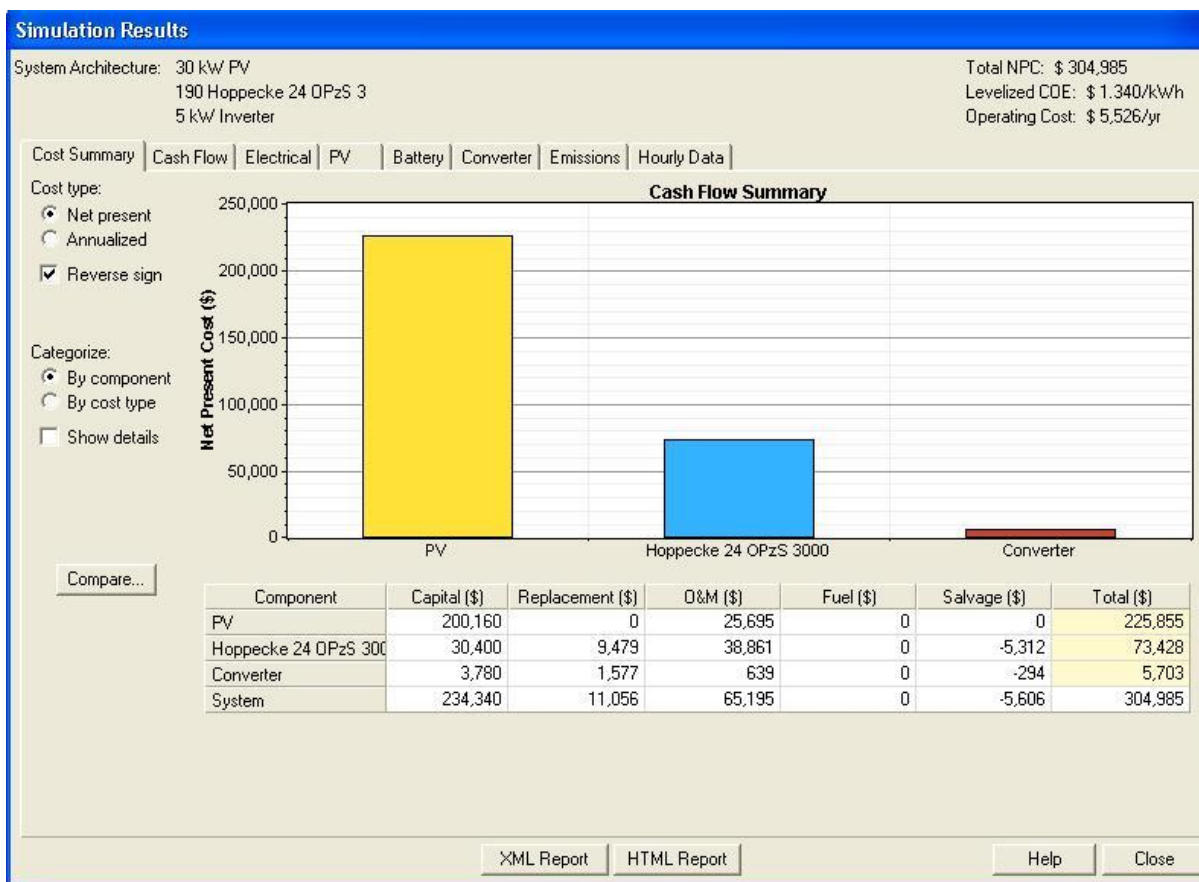 Simulation Results
System Architecture: 30 kW PV
190 Hoppecke 24 OPzS 3
5 kW Inverter
Total NPC: $ 304,985
Levelized COE: $ 1.340/kWh
Operating Cost: $ 5,526/yr
Cost Summary Cash Flow Electrical PV Battery Converter Emissions Hourly Data
Cost type:
Net present
Annualized
Reverse sign
Categorize:
By component
By cost type
Show details
Compare...
Cash Flow Summary
Net Present Cost ($)
250,000
200,000
150,000
100,000
50,000
0
PV Hoppecke 24 OPzS 3000 Converter
Component Capital ($) Replacement ($) O&M ($) Fuel ($) Salvage ($) Total ($)
PV 200,160 0 25,695 0 0 225,855
Hoppecke 24 OPzS 300 30,400 9,479 38,861 0 -5,312 73,428
Converter 3,780 1,577 639 0 -294 5,703
System 234,340 11,056 65,195 0 -5,606 304,985
XML Report HTML Report Help Close